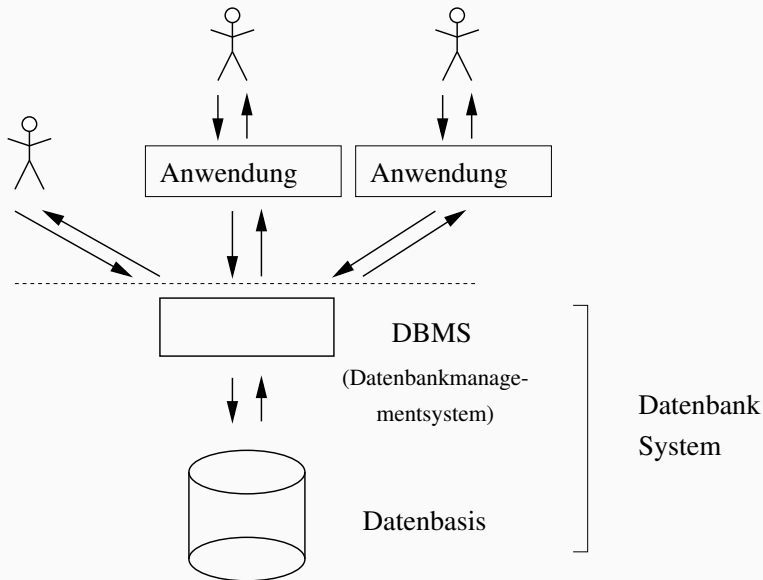 Anwendung
Anwendung
DBMS
(Datenbankmanage-
mentsystem)
Datenbank
System
Datenbasis